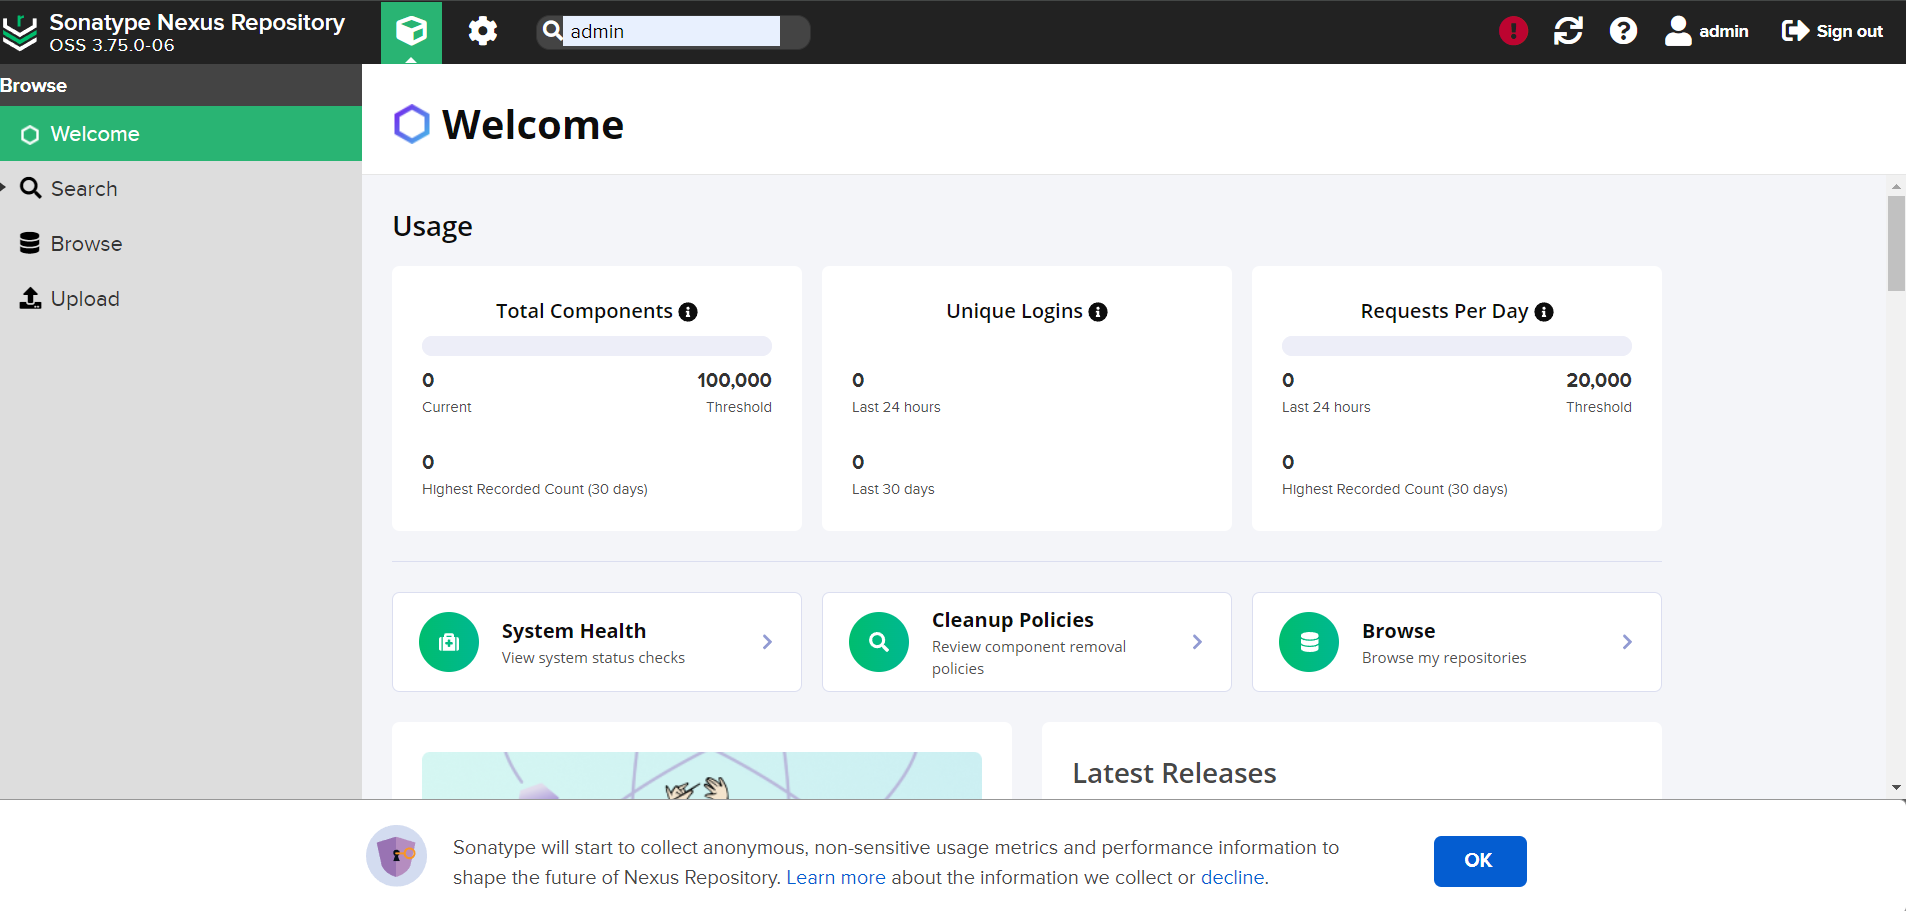 Sonatype Nexus Repository
OSS 3.75.0-06
admin
admin
Sign out
Browse
Welcome
Search
Browse
Upload
Welcome
Usage
Total Components
0
100,000
Current
Threshold
0
Highest Recorded Count (30 days)
Unique Logins
0
Last 24 hours
0
Last 30 days
Requests Per Day
0
20,000
Last 24 hours
Threshold
0
Highest Recorded Count (30 days)
System Health
View system status checks
Cleanup Policies
Review component removal
policies
Browse
Browse my repositories
Latest Releases
Sonatype will start to collect anonymous, non-sensitive usage metrics and performance information to
shape the future of Nexus Repository. Learn more about the information we collect or decline.
OK